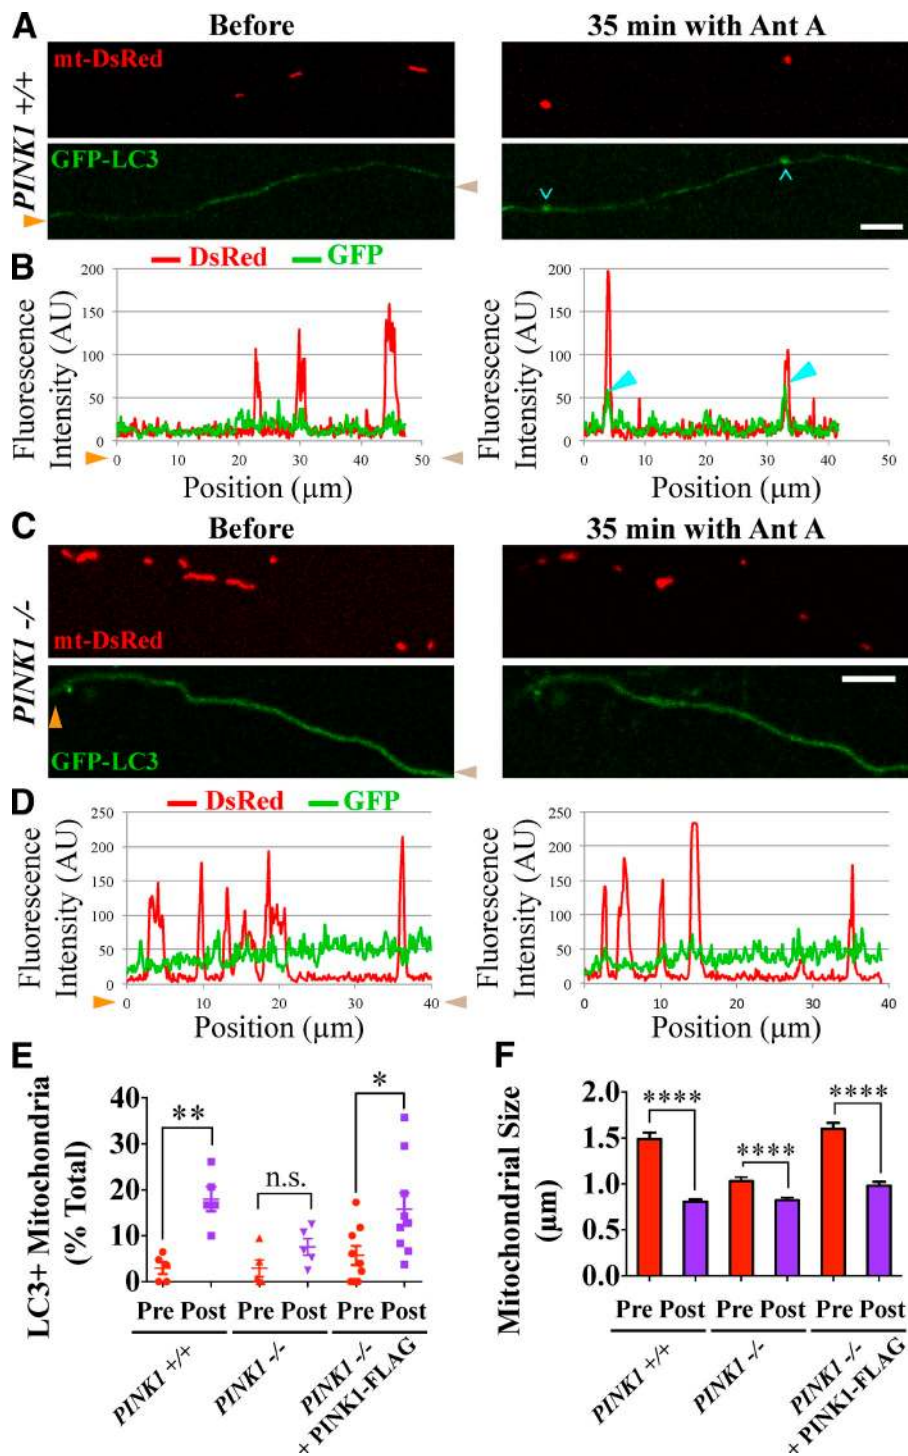 A
Before
35 min with Ant A
PINK1 +/+
mt-DsRed
GFP-LC3
B
DsRed GFP
Fluorescence
Intensity (AU)
200
150
100
50
0
0 10 20 30 40 50
Position (μm)
Fluorescence
Intensity (AU)
200
150
100
50
0
0 10 20 30 40 50
Position (μm)
C
Before
35 min with Ant A
PINK1 -/-
mt-DsRed
GFP-LC3
D
DsRed GFP
Fluorescence
Intensity (AU)
250
200
150
100
50
0
0 10 20 30 40
Position (μm)
Fluorescence
Intensity (AU)
250
200
150
100
50
0
0 10 20 30 40
Position (μm)
E
LC3+ Mitochondria
(% Total)
40
30
20
10
0
**
n.s.
*
Pre Post Pre Post Pre Post
PINK1 +/+
PINK1 -/-
PINK1 -/-
+ PINK1-FLAG
F
Mitochondrial Size
(μm)
2.0
1.5
1.0
0.5
0.0
****
****
****
Pre Post Pre Post Pre Post
PINK1 +/+
PINK1 -/-
PINK1 -/-
+ PINK1-FLAG